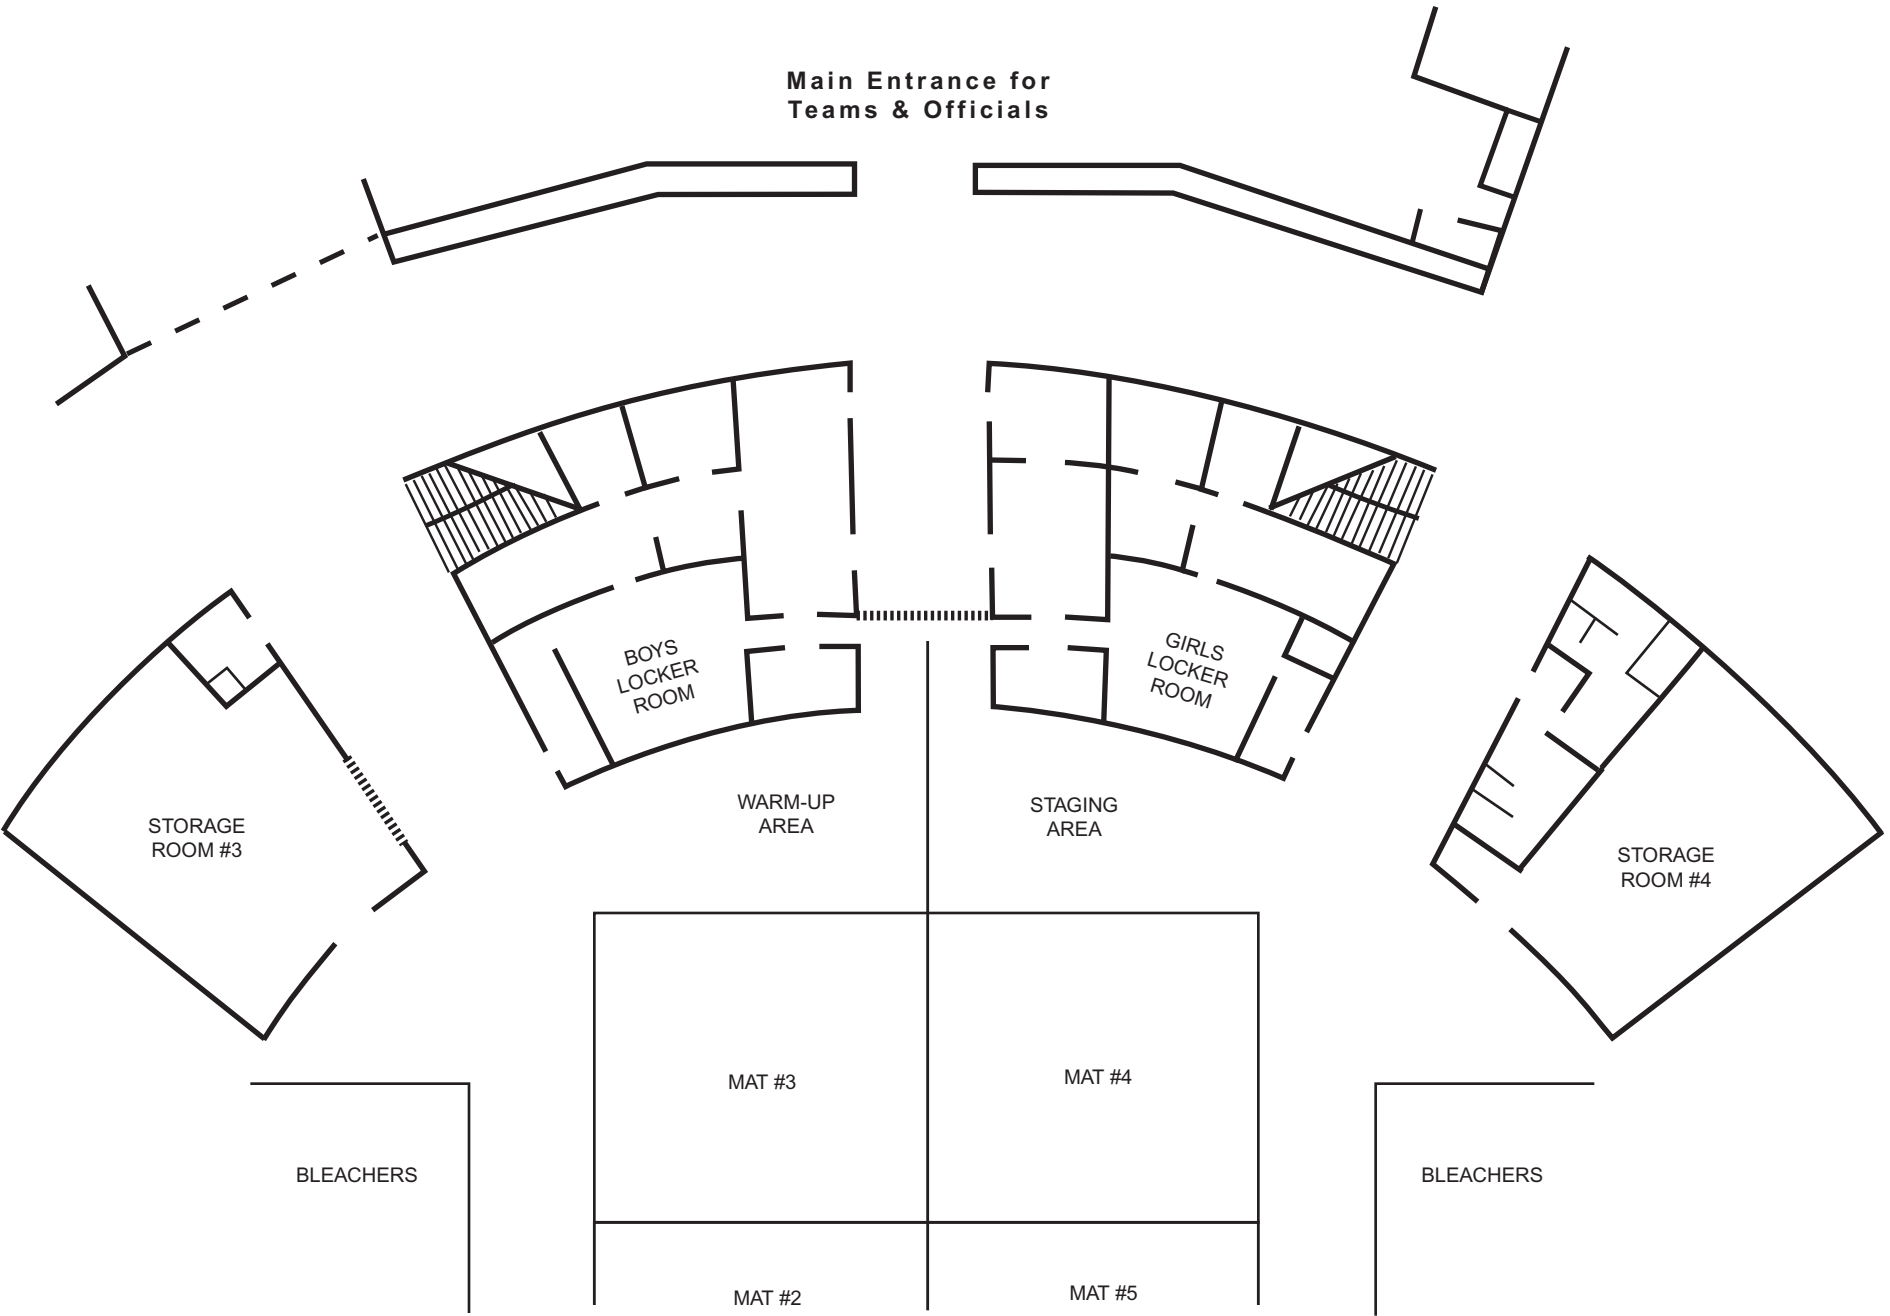 Main Entrance for
Teams & Officials
BOYS
LOCKER
ROOM
GIRLS
LOCKER
ROOM
WARM-UP
AREA
STAGING
AREA
STORAGE
ROOM #3
STORAGE
ROOM #4
MAT #3
MAT #4
BLEACHERS
BLEACHERS
MAT #2
MAT #5